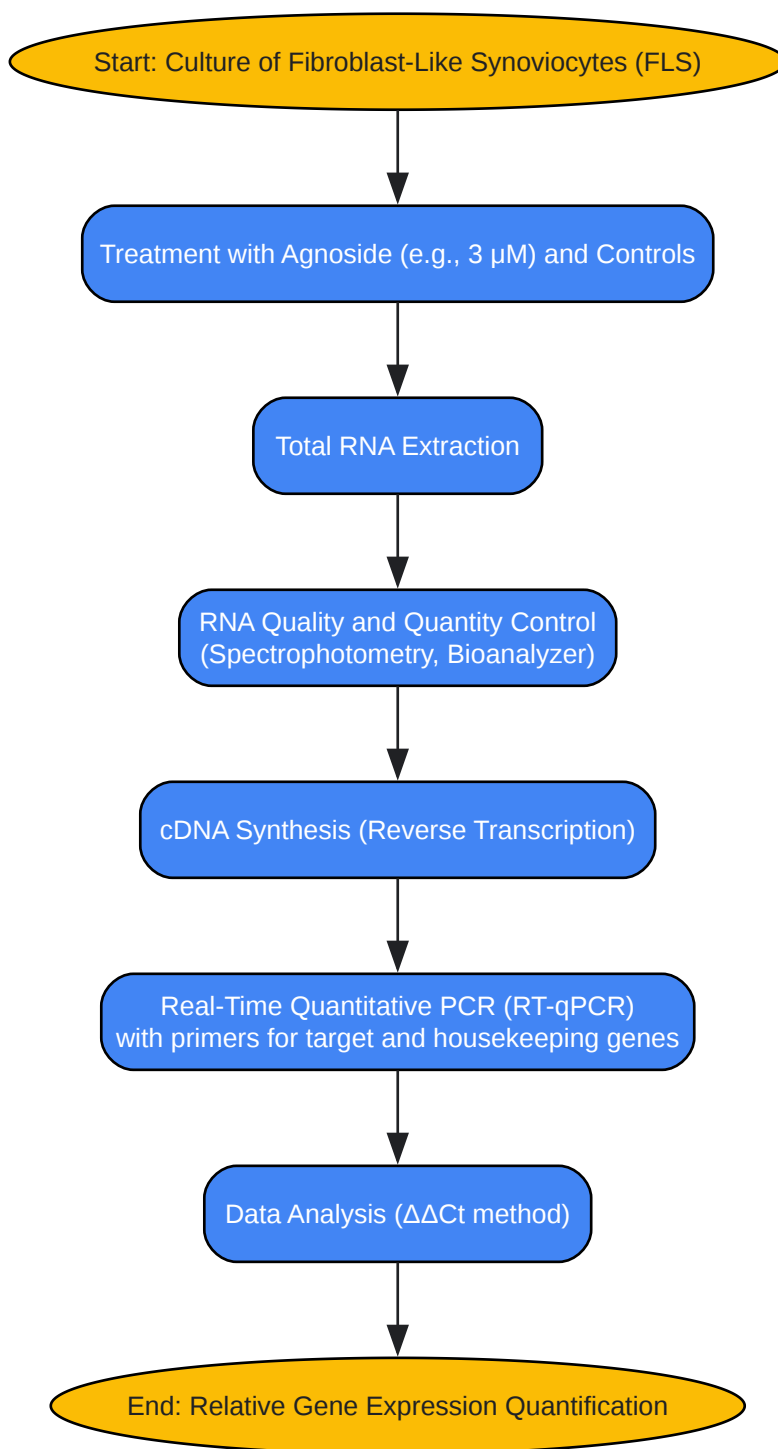 Start: Culture of Fibroblast-Like Synoviocytes (FLS)
Treatment with Agnoside (e.g., 3 μM) and Controls
Total RNA Extraction
RNA Quality and Quantity Control
(Spectrophotometry, Bioanalyzer)
cDNA Synthesis (Reverse Transcription)
Real-Time Quantitative PCR (RT-qPCR)
with primers for target and housekeeping genes
Data Analysis (ΔΔCt method)
End: Relative Gene Expression Quantification